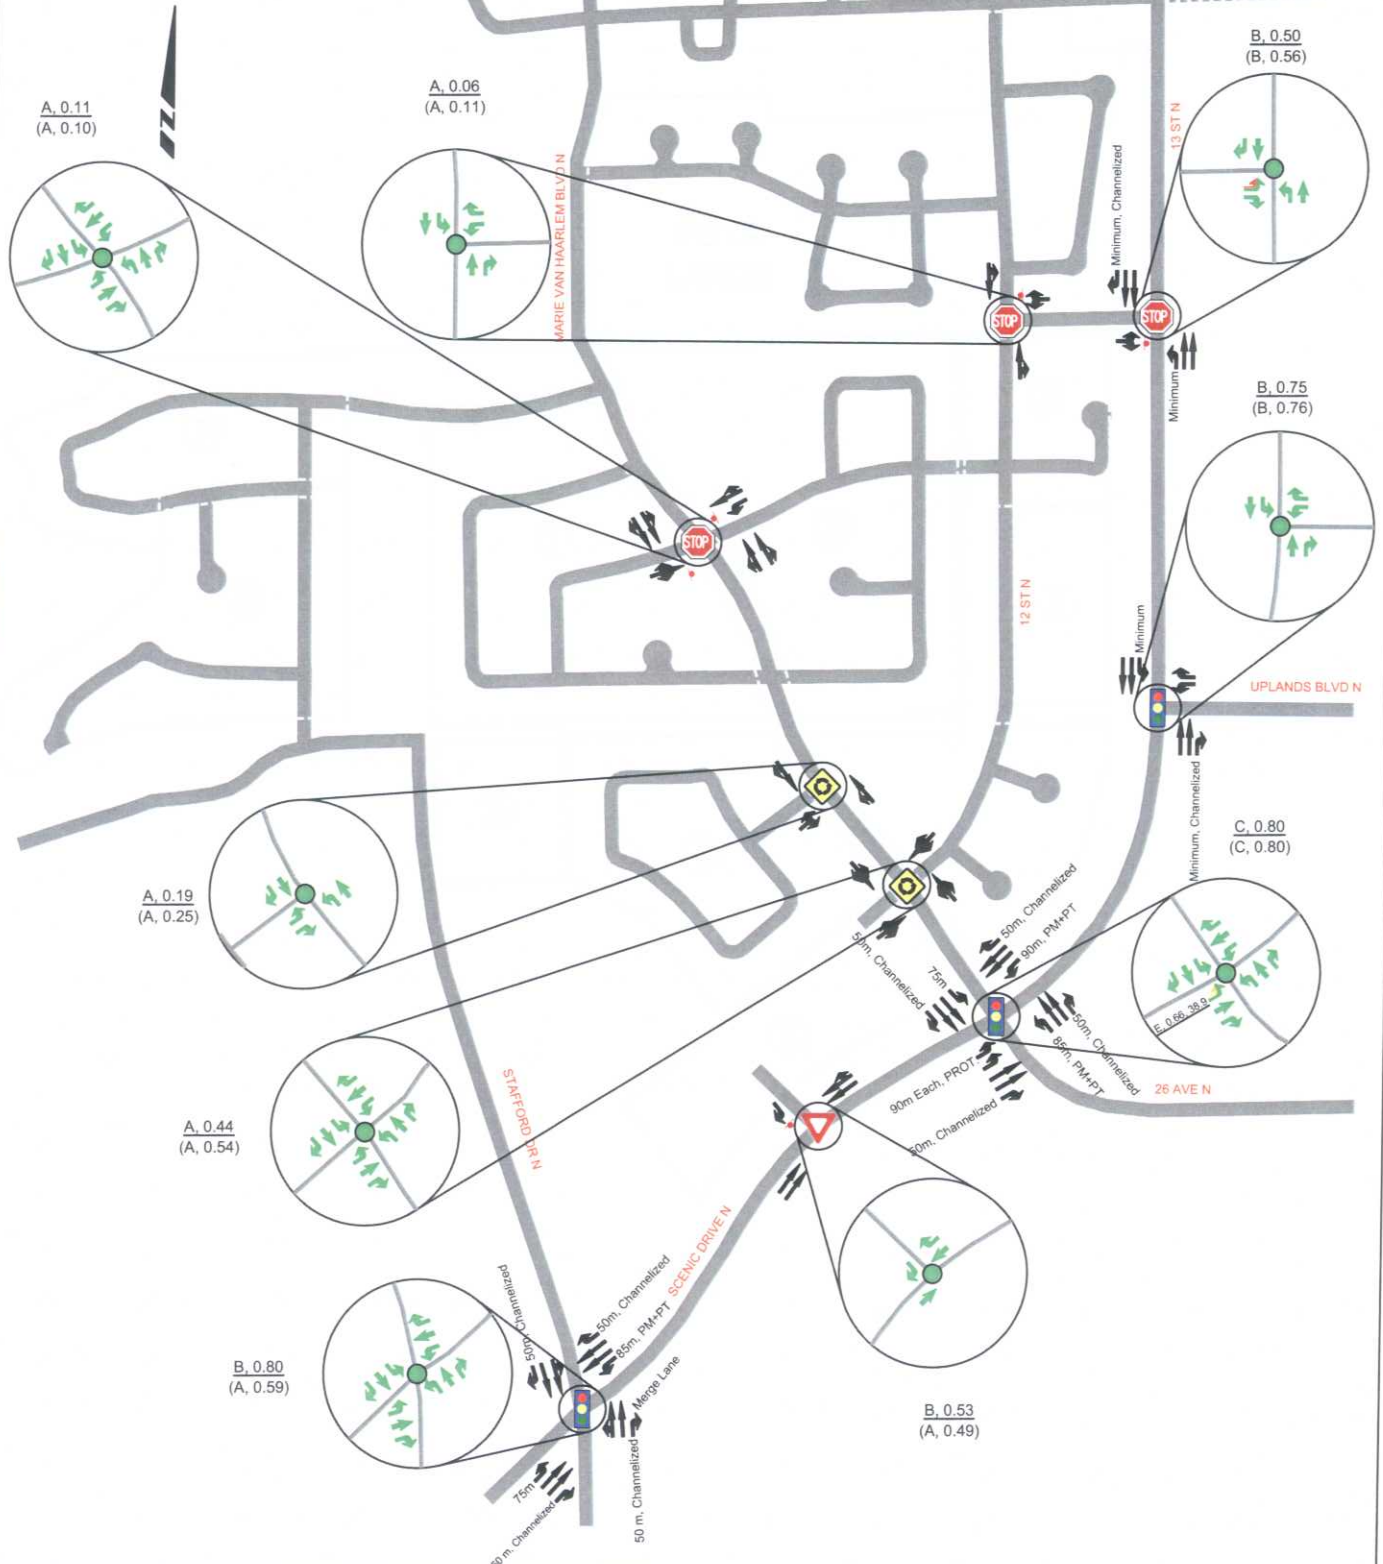 B, 0.50
(B, 0.56)
A, 0.06
(A, 0.11)
A, 0.11
(A, 0.10)
13 ST N
MARIE VAN HAARLEM BLVD N
Minimum, Channelized
STOP
STOP
Minimum
B, 0.75
(B, 0.76)
STOP
12 ST N
Minimum
UPLANDS BLVD N
Minimum, Channelized
C, 0.80
(C, 0.80)
A, 0.19
(A, 0.25)
50m, Channelized
90m, PM+PT
50m, Channelized
75m
E, 0.66, 38.9
50m, Channelized
85m, PM+PT
90m Each, PROT.
50m, Channelized
26 AVE N
STAFFORD DR N
A, 0.44
(A, 0.54)
SCENIC DRIVE N
50m, Channelized
50m, Channelized
85m, PM+PT
Merge Lane
B, 0.80
(A, 0.59)
B, 0.53
(A, 0.49)
75m
50 m, Channelized
m, Channelized